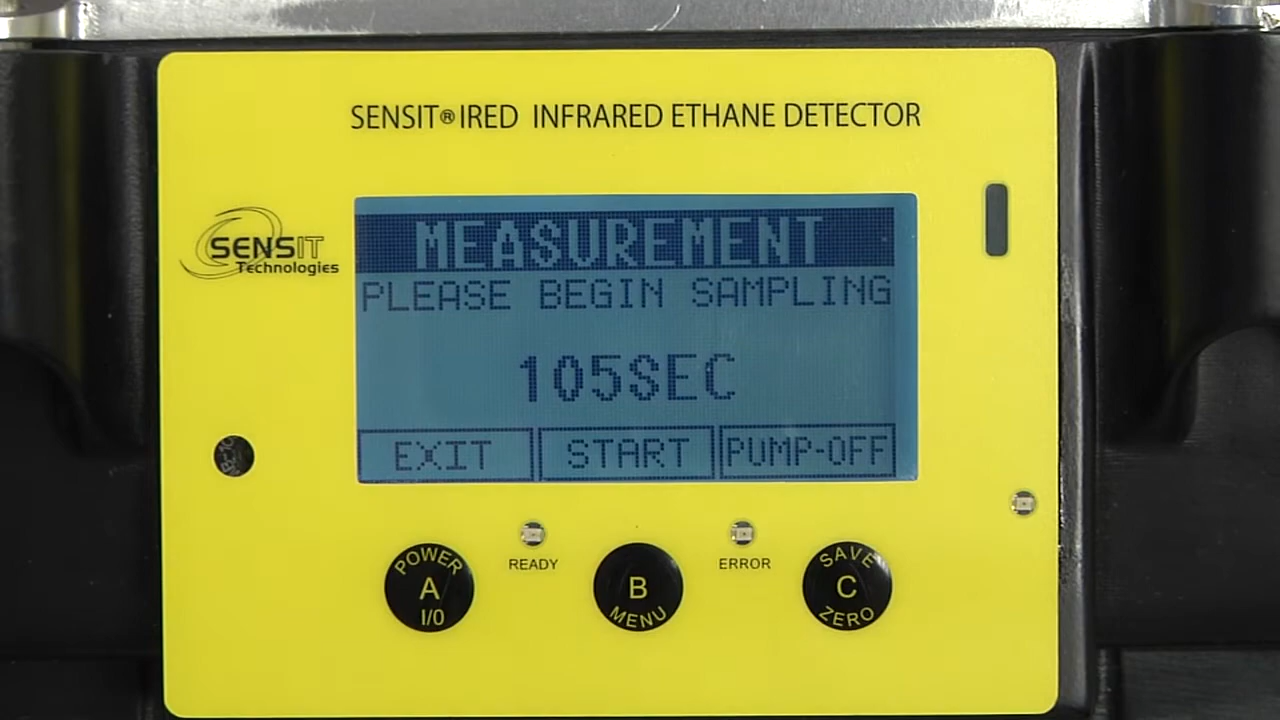 SENSIT® IRED INFRARED ETHANE DETECTOR
SENSIT
Technologies
MEASUREMENT
PLEASE BEGIN SAMPLING
105SEC
EXIT START PUMP-OFF
READY ERROR
POWER
A
I/O
B
MENU
SAVE
C
ZERO